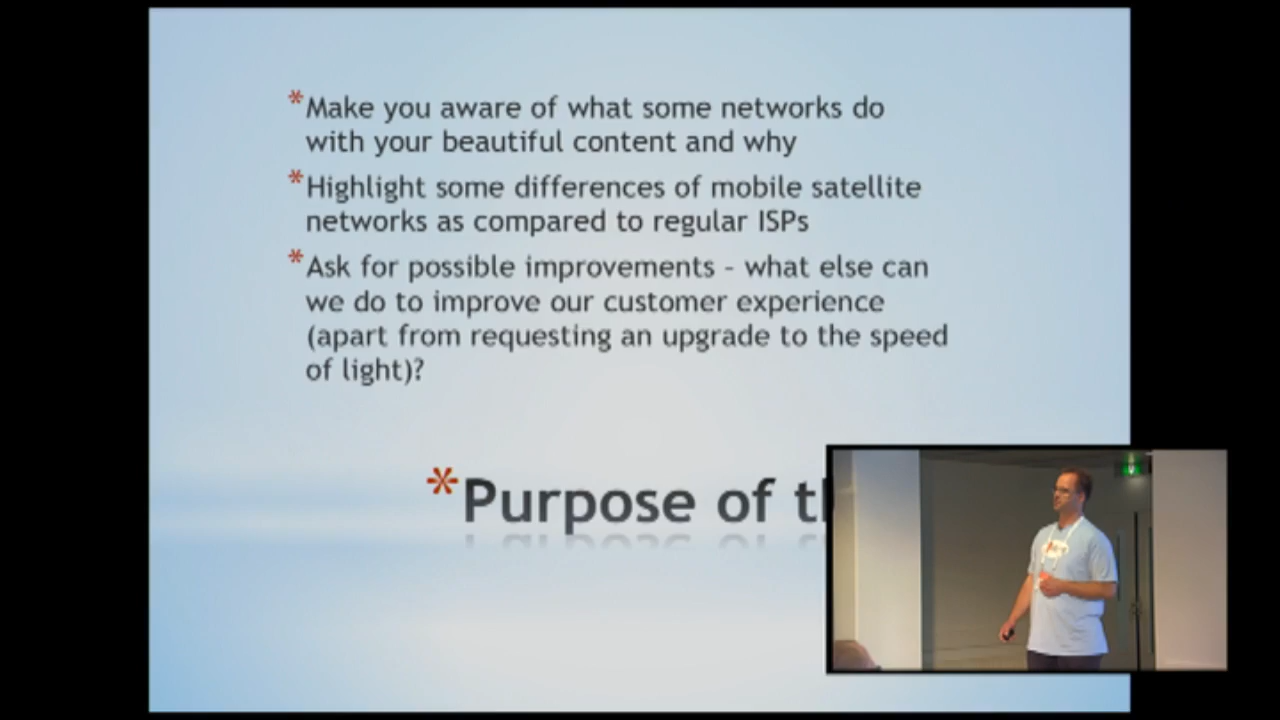 *Make you aware of what some networks do
with your beautiful content and why
*Highlight some differences of mobile satellite
networks as compared to regular ISPs
*Ask for possible improvements – what else can
we do to improve our customer experience
(apart from requesting an upgrade to the speed
of light)?
*Purpose of